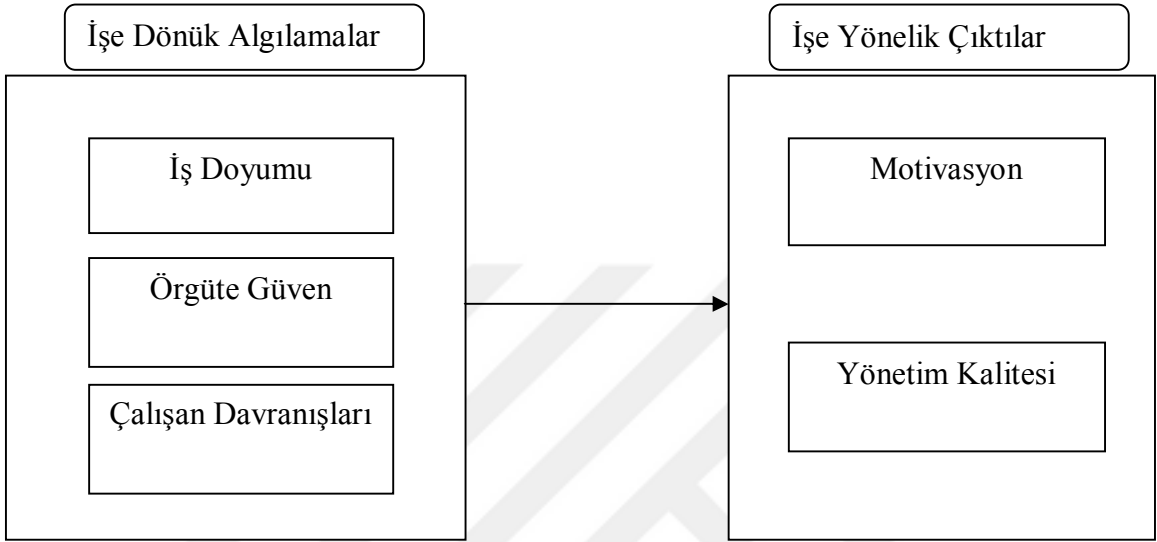 İşe Dönük Algılamalar
İş Doyumu
Örgüte Güven
Çalışan Davranışları
İşe Yönelik Çıktılar
Motivasyon
Yönetim Kalitesi